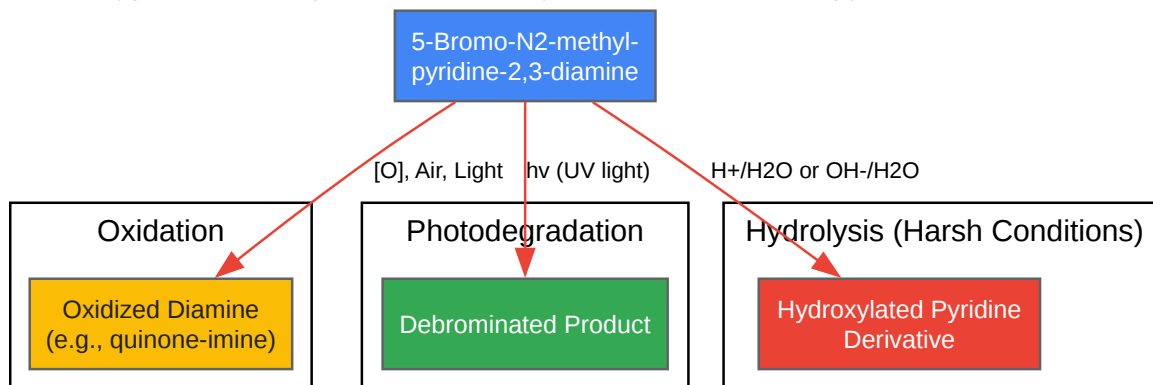 5-Bromo-N2-methyl-
pyridine-2,3-diamine
[O], Air, Light
hv (UV light)
H+/H2O or OH-/H2O
Oxidation
Photodegradation
Hydrolysis (Harsh Conditions)
Oxidized Diamine
(e.g., quinone-imine)
Debrominated Product
Hydroxylated Pyridine
Derivative